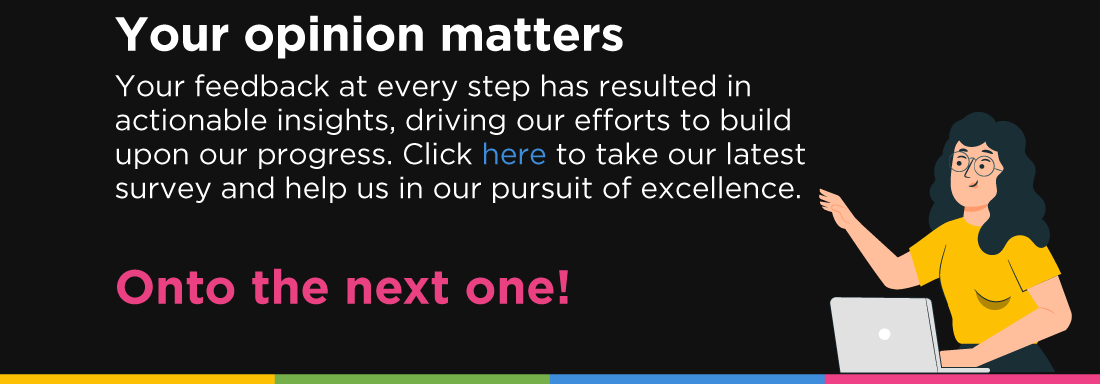 Your opinion matters
Your feedback at every step has resulted in
actionable insights, driving our efforts to build
upon our progress. Click here to take our latest
survey and help us in our pursuit of excellence.
Onto the next one!